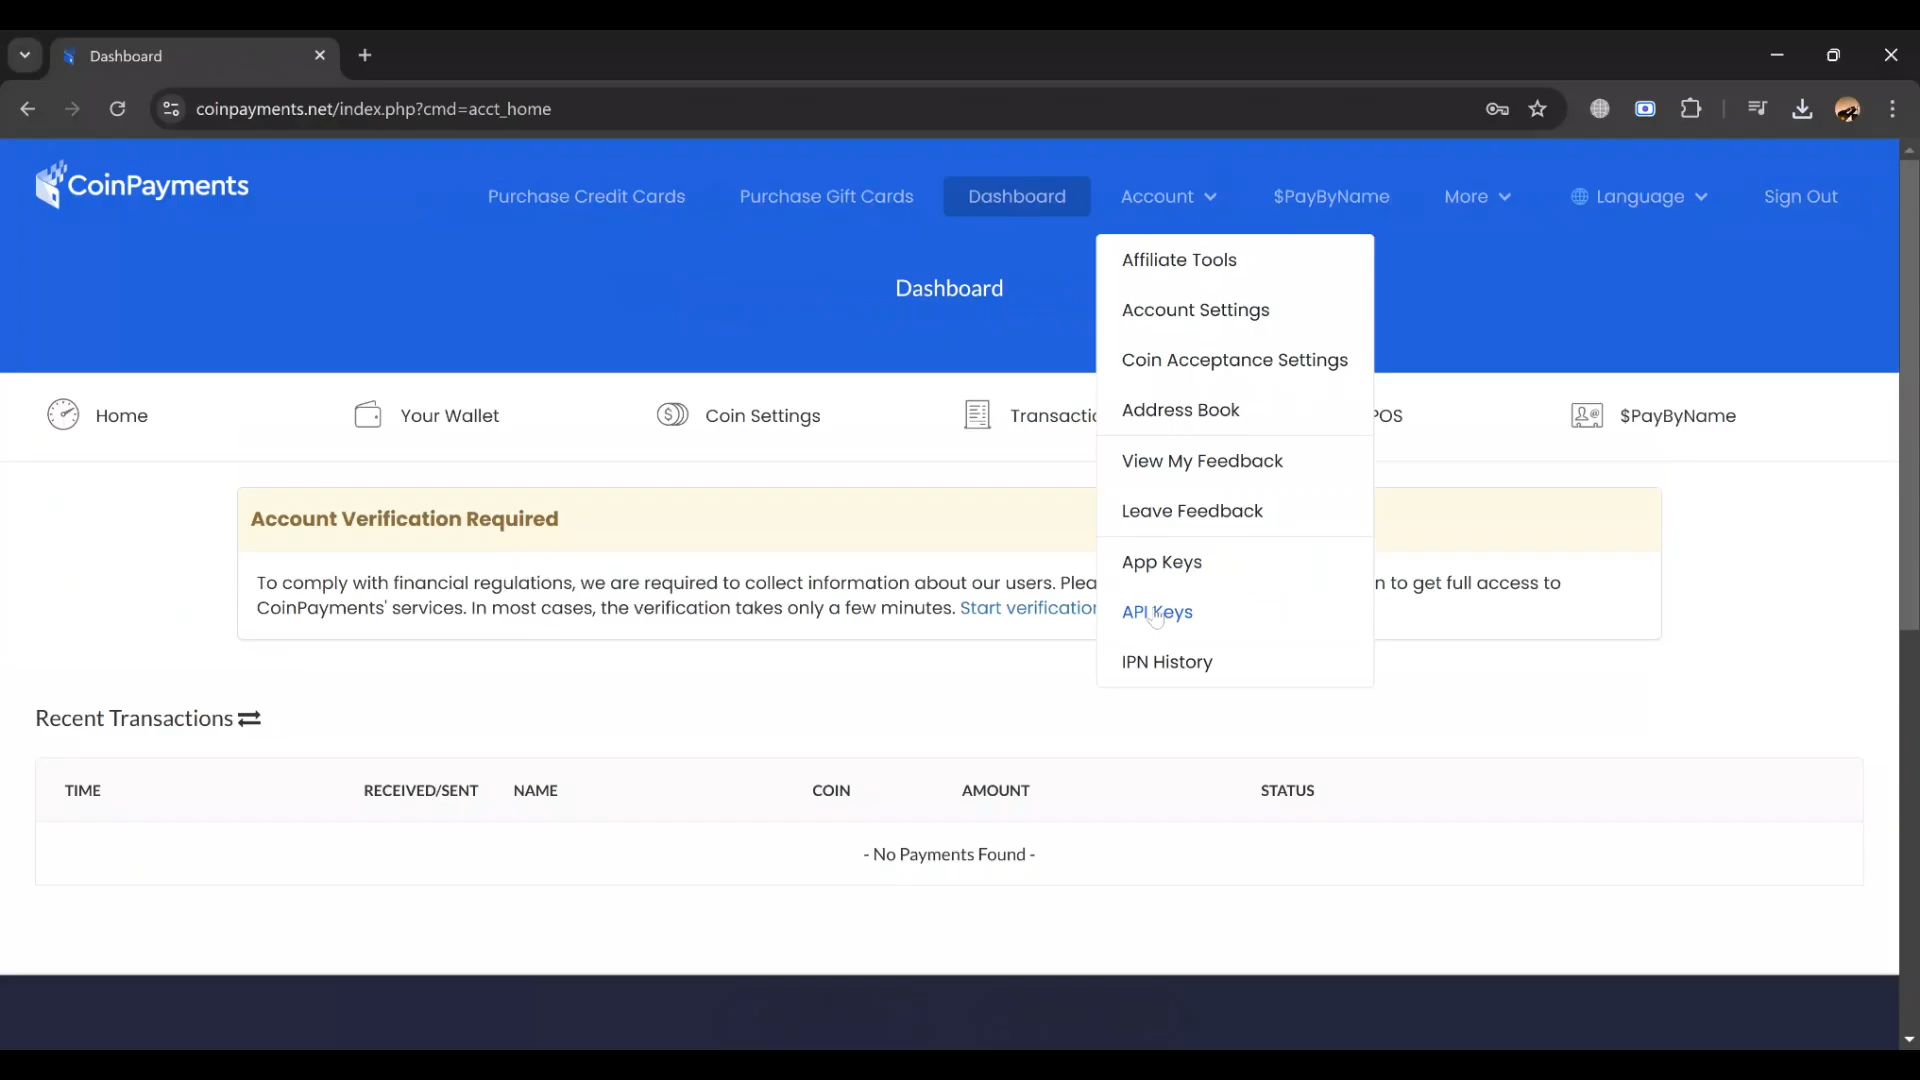 Dashboard
coinpayments.net/index.php?cmd=acct_home
CoinPayments
Purchase Credit Cards
Purchase Gift Cards
Dashboard
Account
$PayByName
More
Language
Sign Out
Dashboard
Affiliate Tools
Account Settings
Coin Acceptance Settings
Address Book
View My Feedback
Leave Feedback
App Keys
API Keys
IPN History
Home
Your Wallet
Coin Settings
Transactio
POS
$PayByName
Account Verification Required
To comply with financial regulations, we are required to collect information about our users. Plea n to get full access to
CoinPayments' services. In most cases, the verification takes only a few minutes. Start verification
Recent Transactions
TIME RECEIVED/SENT NAME COIN AMOUNT STATUS
- No Payments Found -